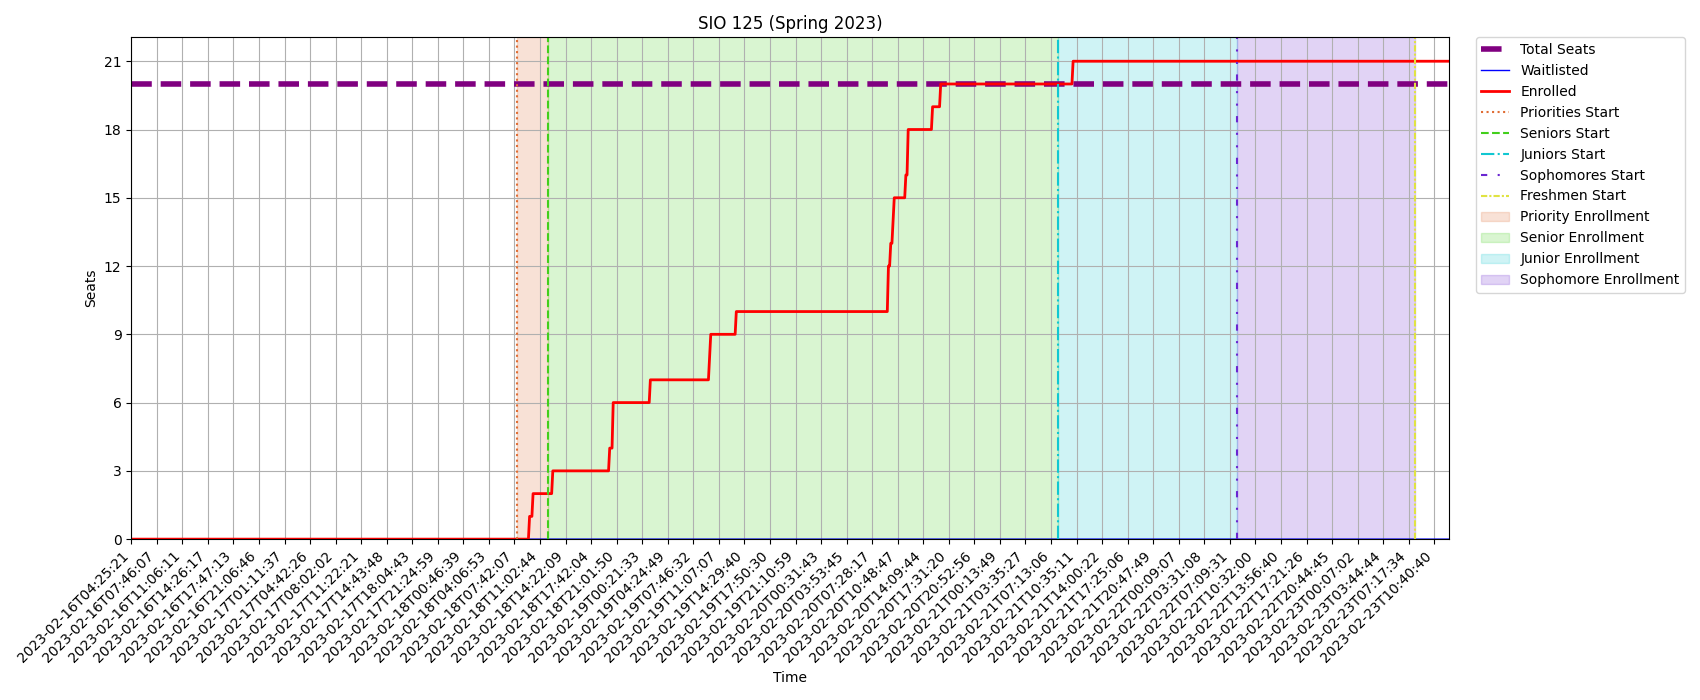 SIO 125 (Spring 2023)
21
18
15
12
9
6
3
0
Seats
2023-02-16T04:25:21
2023-02-16T07:46:07
2023-02-16T11:06:11
2023-02-16T14:26:17
2023-02-16T17:47:13
2023-02-16T21:06:46
2023-02-17T01:11:37
2023-02-17T04:42:26
2023-02-17T08:02:02
2023-02-17T11:22:21
2023-02-17T14:43:48
2023-02-17T18:04:43
2023-02-17T21:24:59
2023-02-18T00:46:39
2023-02-18T04:06:53
2023-02-18T07:42:07
2023-02-18T11:02:44
2023-02-18T14:22:09
2023-02-18T17:42:04
2023-02-18T21:01:50
2023-02-19T00:21:33
2023-02-19T04:24:49
2023-02-19T07:46:32
2023-02-19T11:07:07
2023-02-19T14:29:40
2023-02-19T17:50:30
2023-02-19T21:10:59
2023-02-20T00:31:43
2023-02-20T03:53:45
2023-02-20T07:28:17
2023-02-20T10:48:47
2023-02-20T14:09:44
2023-02-20T17:31:20
2023-02-20T20:52:56
2023-02-21T00:13:49
2023-02-21T03:35:27
2023-02-21T07:13:06
2023-02-21T10:35:11
2023-02-21T14:00:22
2023-02-21T17:25:06
2023-02-21T20:47:49
2023-02-22T00:09:07
2023-02-22T03:31:08
2023-02-22T07:09:31
2023-02-22T10:32:00
2023-02-22T13:56:40
2023-02-22T17:21:26
2023-02-22T20:44:45
2023-02-23T00:07:02
2023-02-23T03:44:44
2023-02-23T07:17:34
2023-02-23T10:40:40
Time
Total Seats
Waitlisted
Enrolled
Priorities Start
Seniors Start
Juniors Start
Sophomores Start
Freshmen Start
Priority Enrollment
Senior Enrollment
Junior Enrollment
Sophomore Enrollment